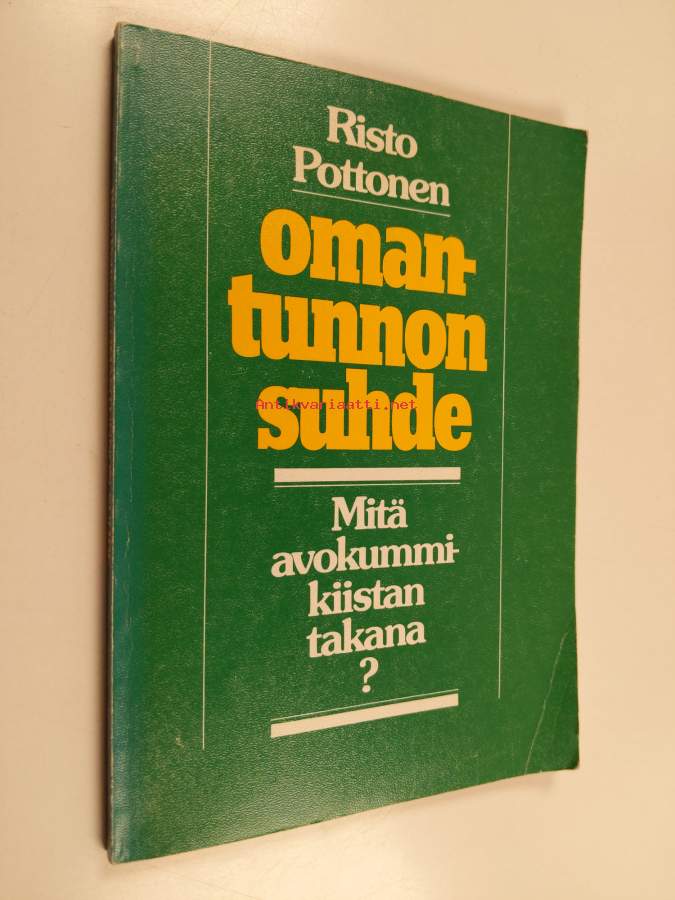 Risto
Pottonen
oman-
tunnon
Antikvariaatti.net
suhde
Mitä
avokummi-
kiistan
takana
?